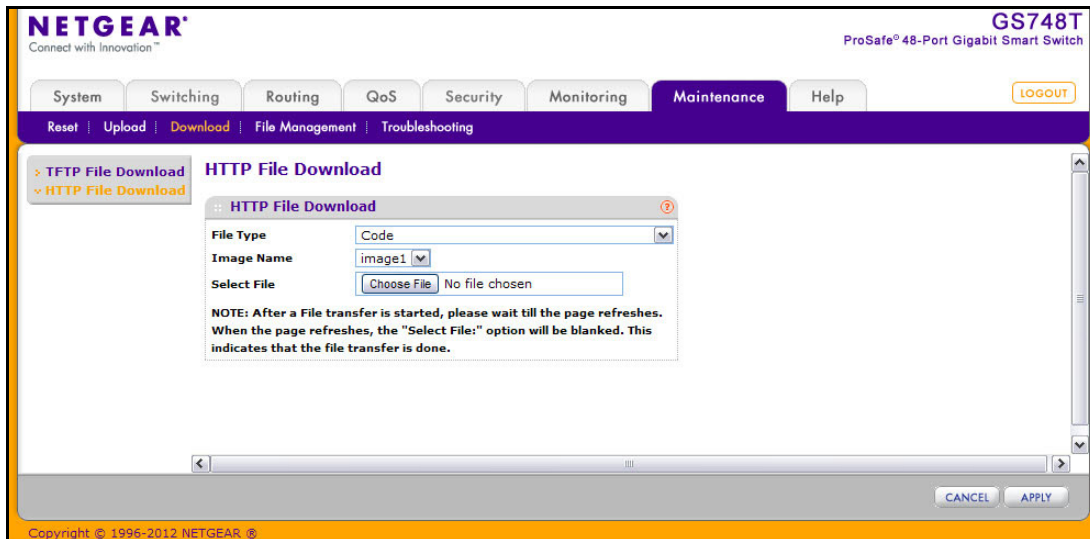 NETGEAR®
Connect with Innovation™
GS748T
ProSafe® 48-Port Gigabit Smart Switch
System Switching Routing QoS Security Monitoring Maintenance Help LOGOUT
Reset | Upload | Download | File Management | Troubleshooting
TFTP File Download
HTTP File Download
HTTP File Download
HTTP File Download ?
File Type Code
Image Name image1
Select File Choose File No file chosen
NOTE: After a File transfer is started, please wait till the page refreshes.
When the page refreshes, the "Select File:" option will be blanked. This
indicates that the file transfer is done.
CANCEL APPLY
Copyright © 1996-2012 NETGEAR ®